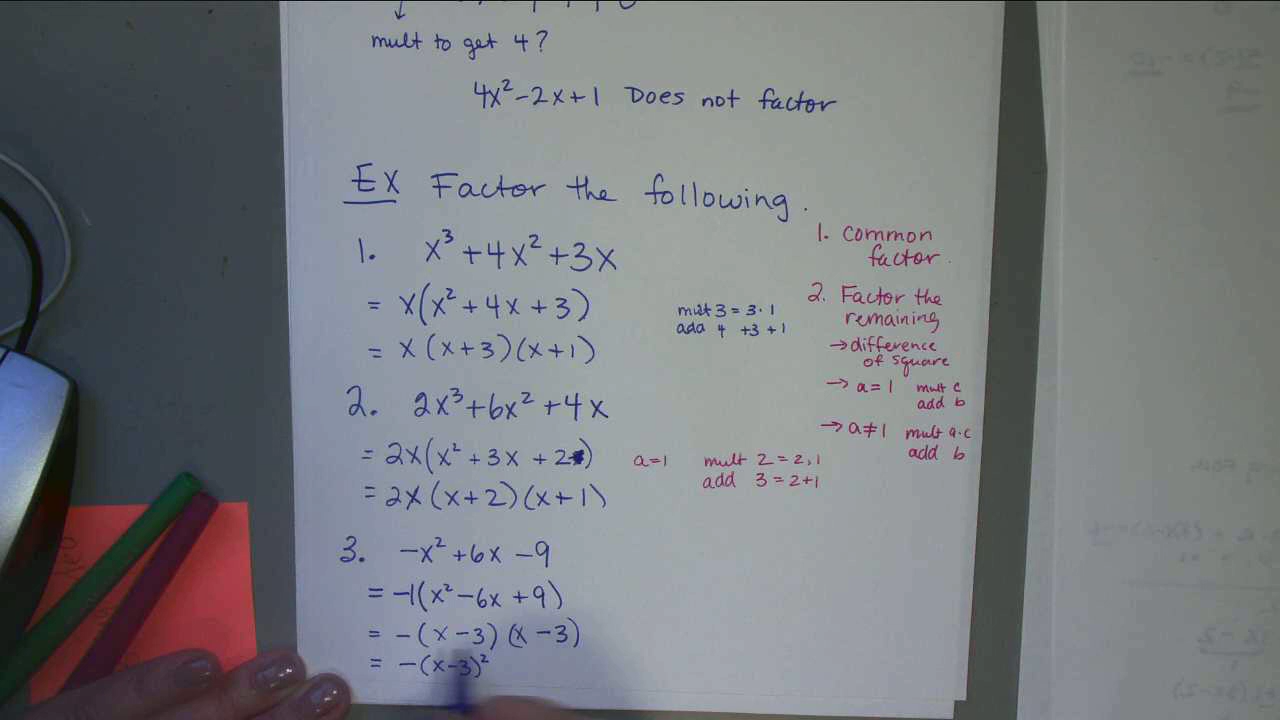 mult to get 4?
4x² - 2x + 1 Does not factor
Ex Factor the following.
1. x³ + 4x² + 3x
= x(x² + 4x + 3)
mult 3 = 3·1
add 4 +3+1
= x(x+3)(x+1)
2. 2x³ + 6x² + 4x
= 2x(x² + 3x + 2)
a=1 mult 2 = 2,1
add 3 = 2+1
= 2x(x+2)(x+1)
3. -x² + 6x - 9
= -1(x² - 6x + 9)
= -(x-3)(x-3)
= -(x-3)²
1. common
factor.
2. Factor the
remaining
→ difference
of square
→ a=1 mult c
add b
→ a≠1 mult a·c
add b